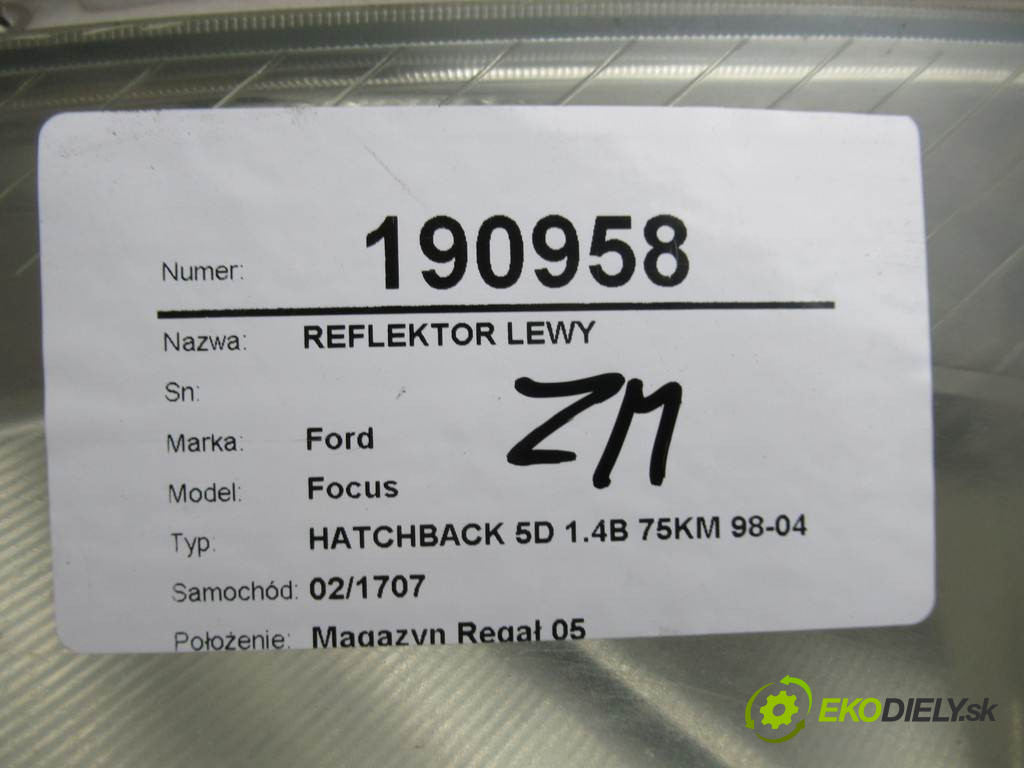 Numer: 190958
Nazwa: REFLEKTOR LEWY
Sn:
ZM
Marka: Ford
Model: Focus
Typ: HATCHBACK 5D 1.4B 75KM 98-04
Samochód: 02/1707
Położenie: Magazyn Regał 05
EKODIELY.sk